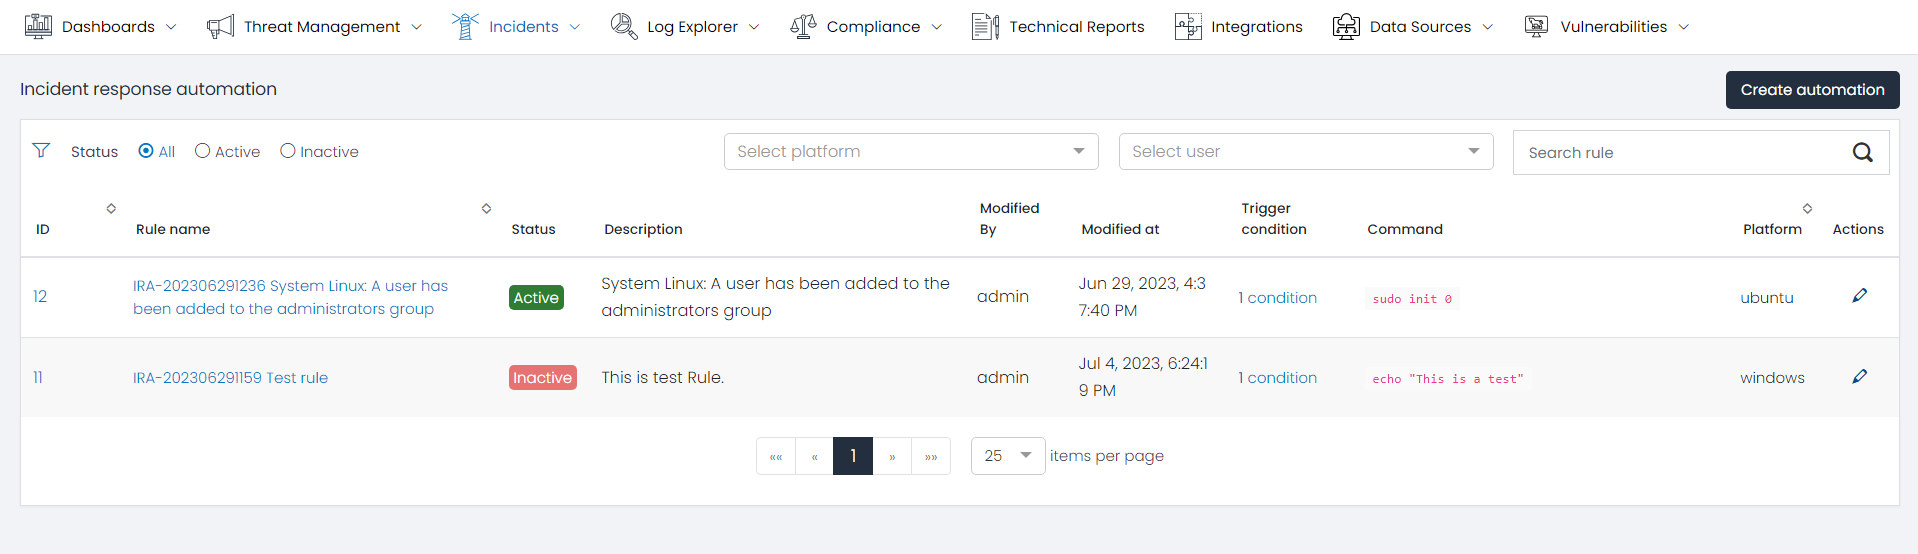 Dashboards Threat Management Incidents Log Explorer Compliance Technical Reports Integrations Data Sources Vulnerabilities
Incident response automation
Create automation
Status All Active Inactive
Select platform
Select user
Search rule
ID Rule name Status Description Modified By Modified at Trigger condition Command Platform Actions
12
IRA-202306291236 System Linux: A user has
been added to the administrators group
Active
System Linux: A user has been added to the
administrators group
admin
Jun 29, 2023, 4:3
7:40 PM
1 condition
sudo init 0
ubuntu
11
IRA-202306291159 Test rule
Inactive
This is test Rule.
admin
Jul 4, 2023, 6:24:1
9 PM
1 condition
echo "This is a test"
windows
«« « 1 » »» 25 items per page